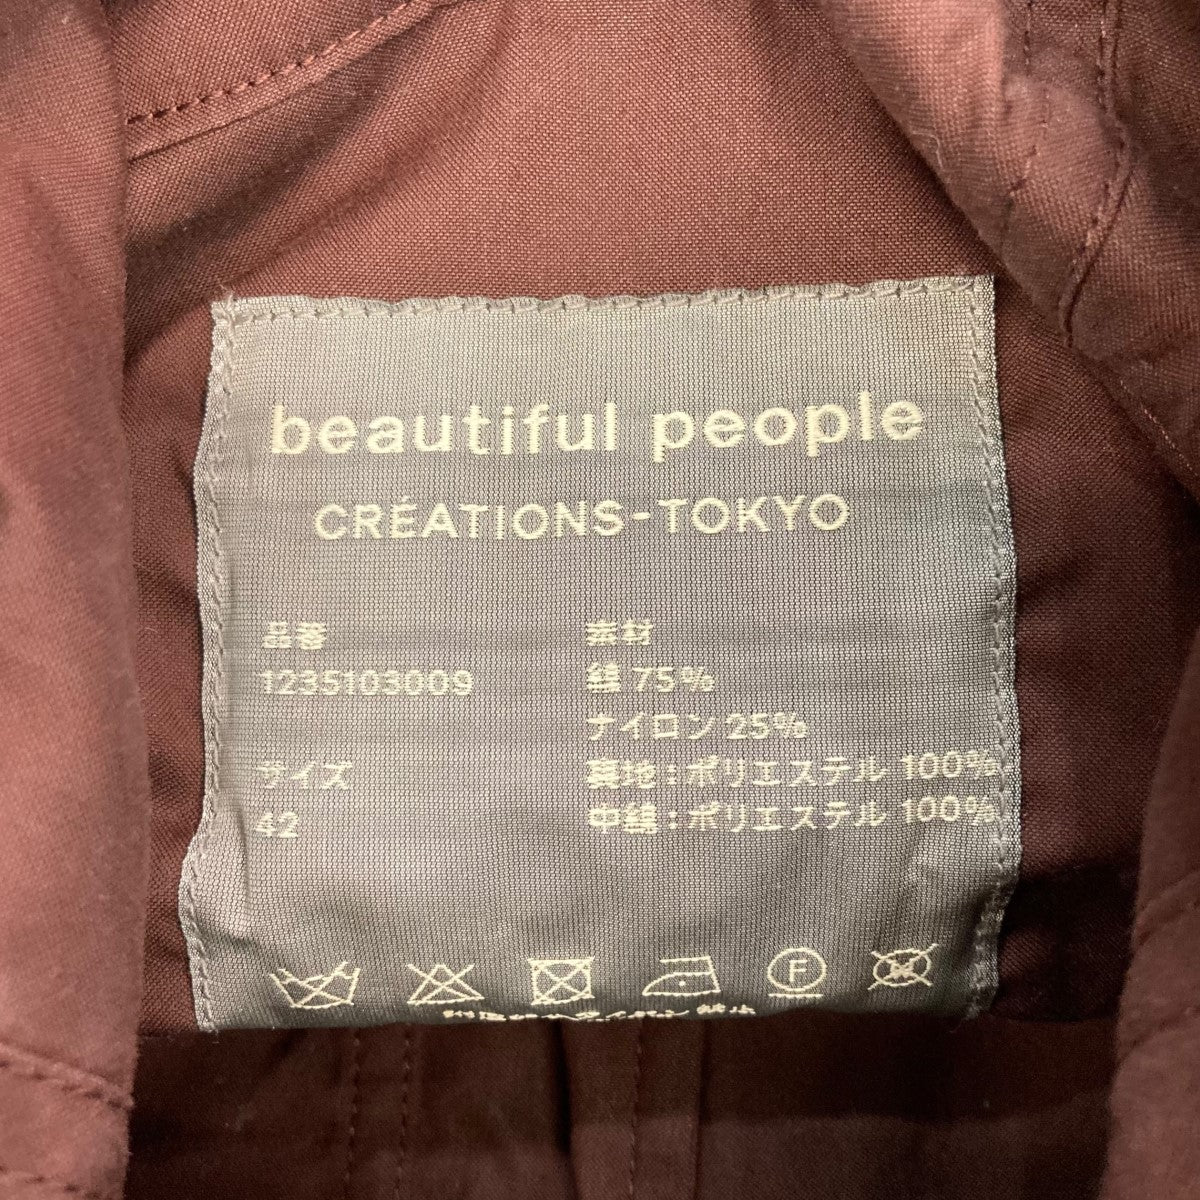 beautiful people
CRÉATIONS-TOKYO
品番
1235103009
サイズ
42
素材
綿 75%
ナイロン 25%
裏地:ポリエステル 100%
中綿:ポリエステル 100%
F
W